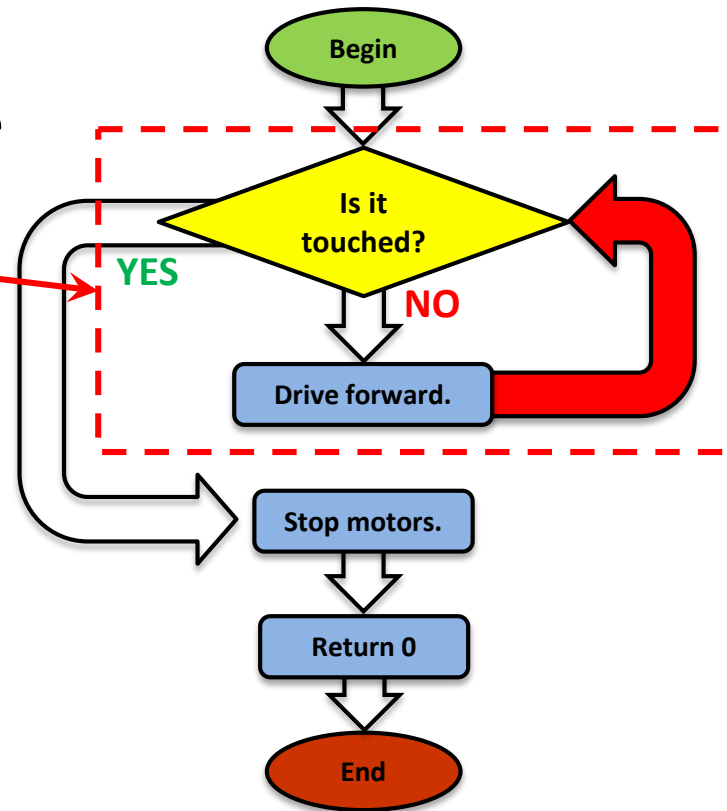 Begin
Is it
touched?
YES
NO
Drive forward.
Stop motors.
Return 0
End